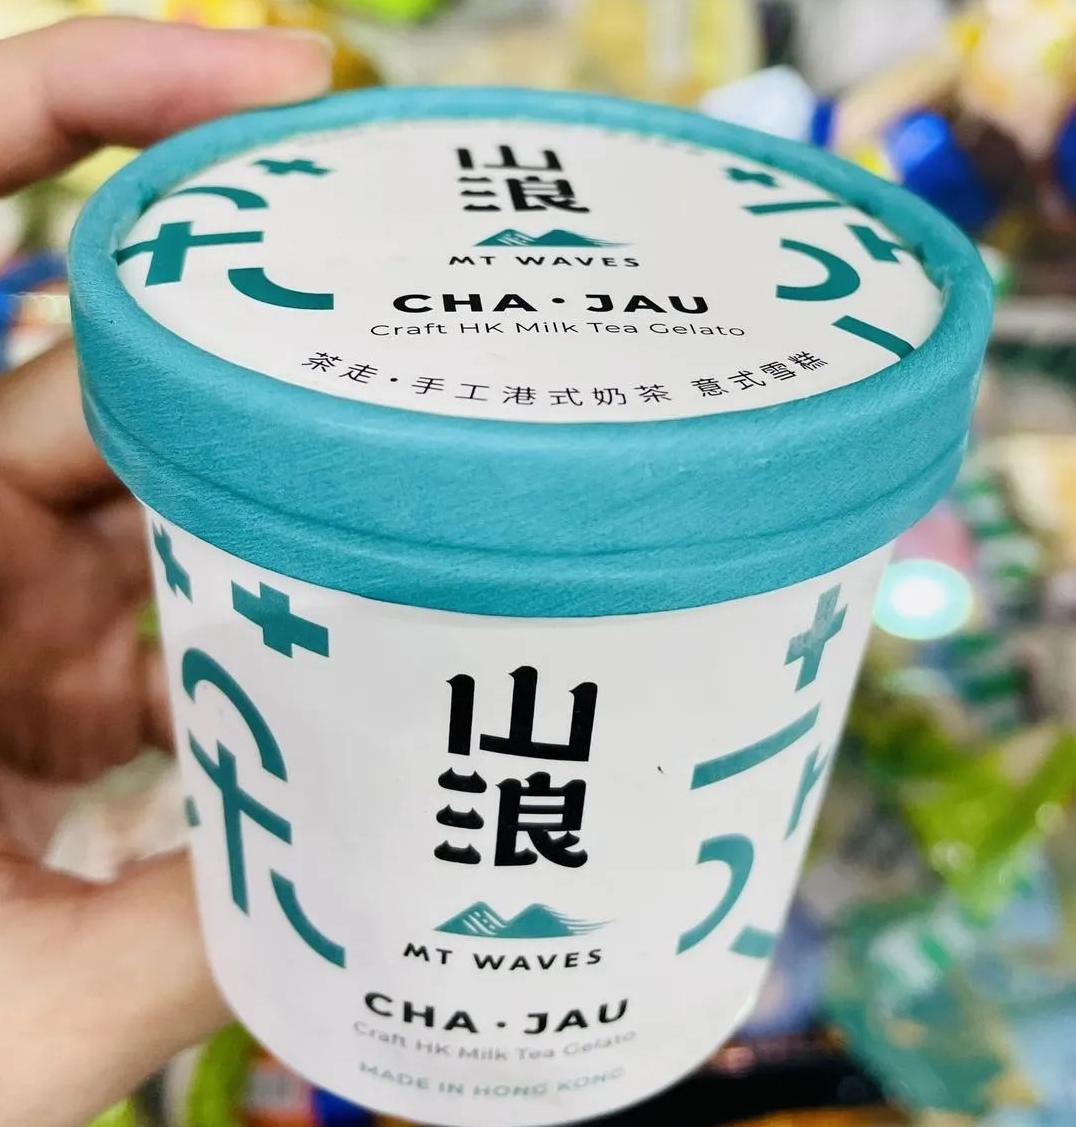 山
浪
MT WAVES
CHA · JAU
Craft HK Milk Tea Gelato
茶走·手工港式奶茶 意式雪糕
山
浪
MT WAVES
CHA · JAU
Craft HK Milk Tea Gelato
MADE IN HONG KONG